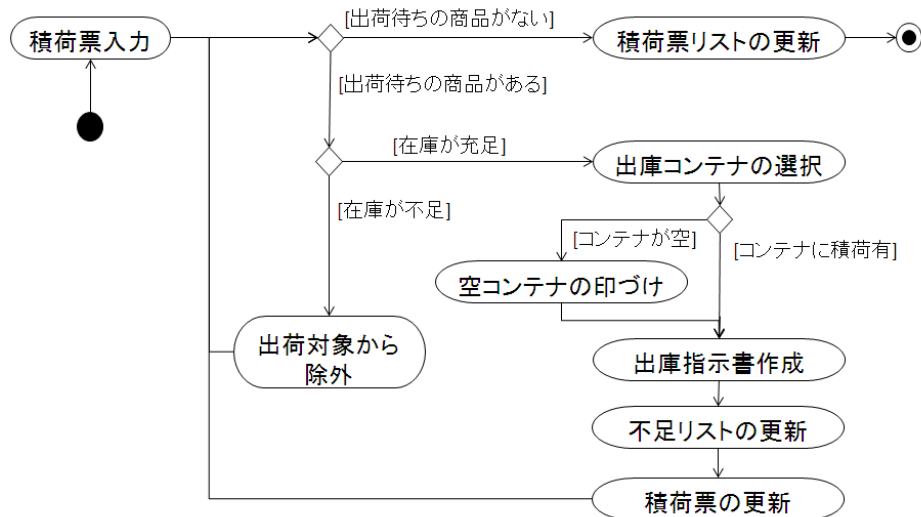 [出荷待ちの商品がない]
積荷票入力
積荷票リストの更新
[出荷待ちの商品がある]
[在庫が充足]
出庫コンテナの選択
[在庫が不足]
[コンテナが空]
[コンテナに積荷有]
空コンテナの印づけ
出荷対象から
除外
出庫指示書作成
不足リストの更新
積荷票の更新